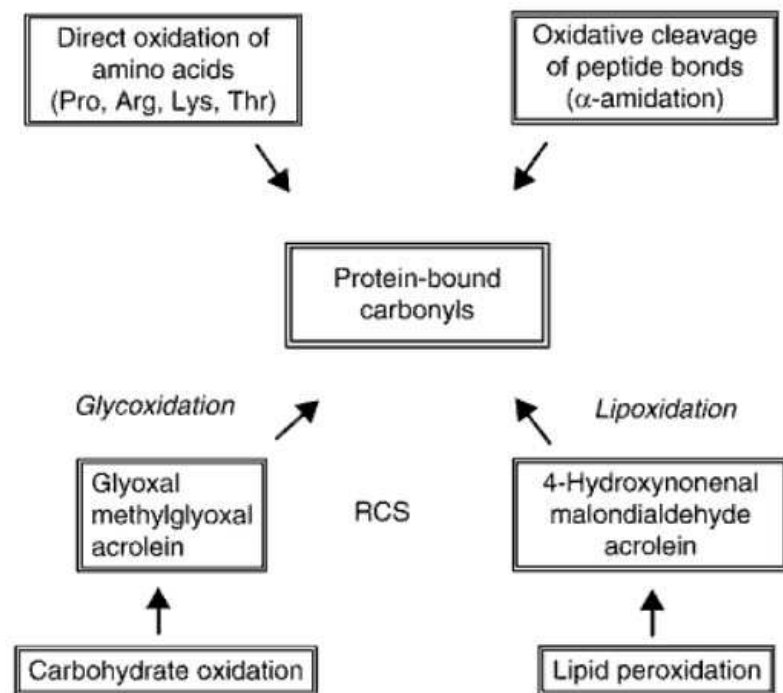 Direct oxidation of
amino acids
(Pro, Arg, Lys, Thr)
Oxidative cleavage
of peptide bonds
(α-amidation)
Protein-bound
carbonyls
Glycoxidation
Lipoxidation
Glyoxal
methylglyoxal
acrolein
RCS
4-Hydroxynonenal
malondialdehyde
acrolein
Carbohydrate oxidation
Lipid peroxidation